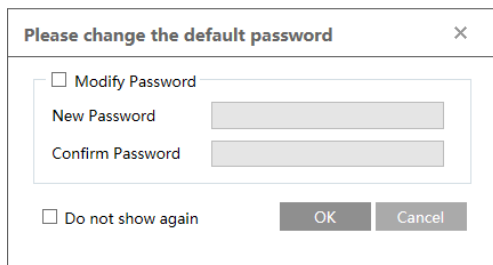 Please change the default password
Modify Password
New Password
Confirm Password
Do not show again
OK
Cancel